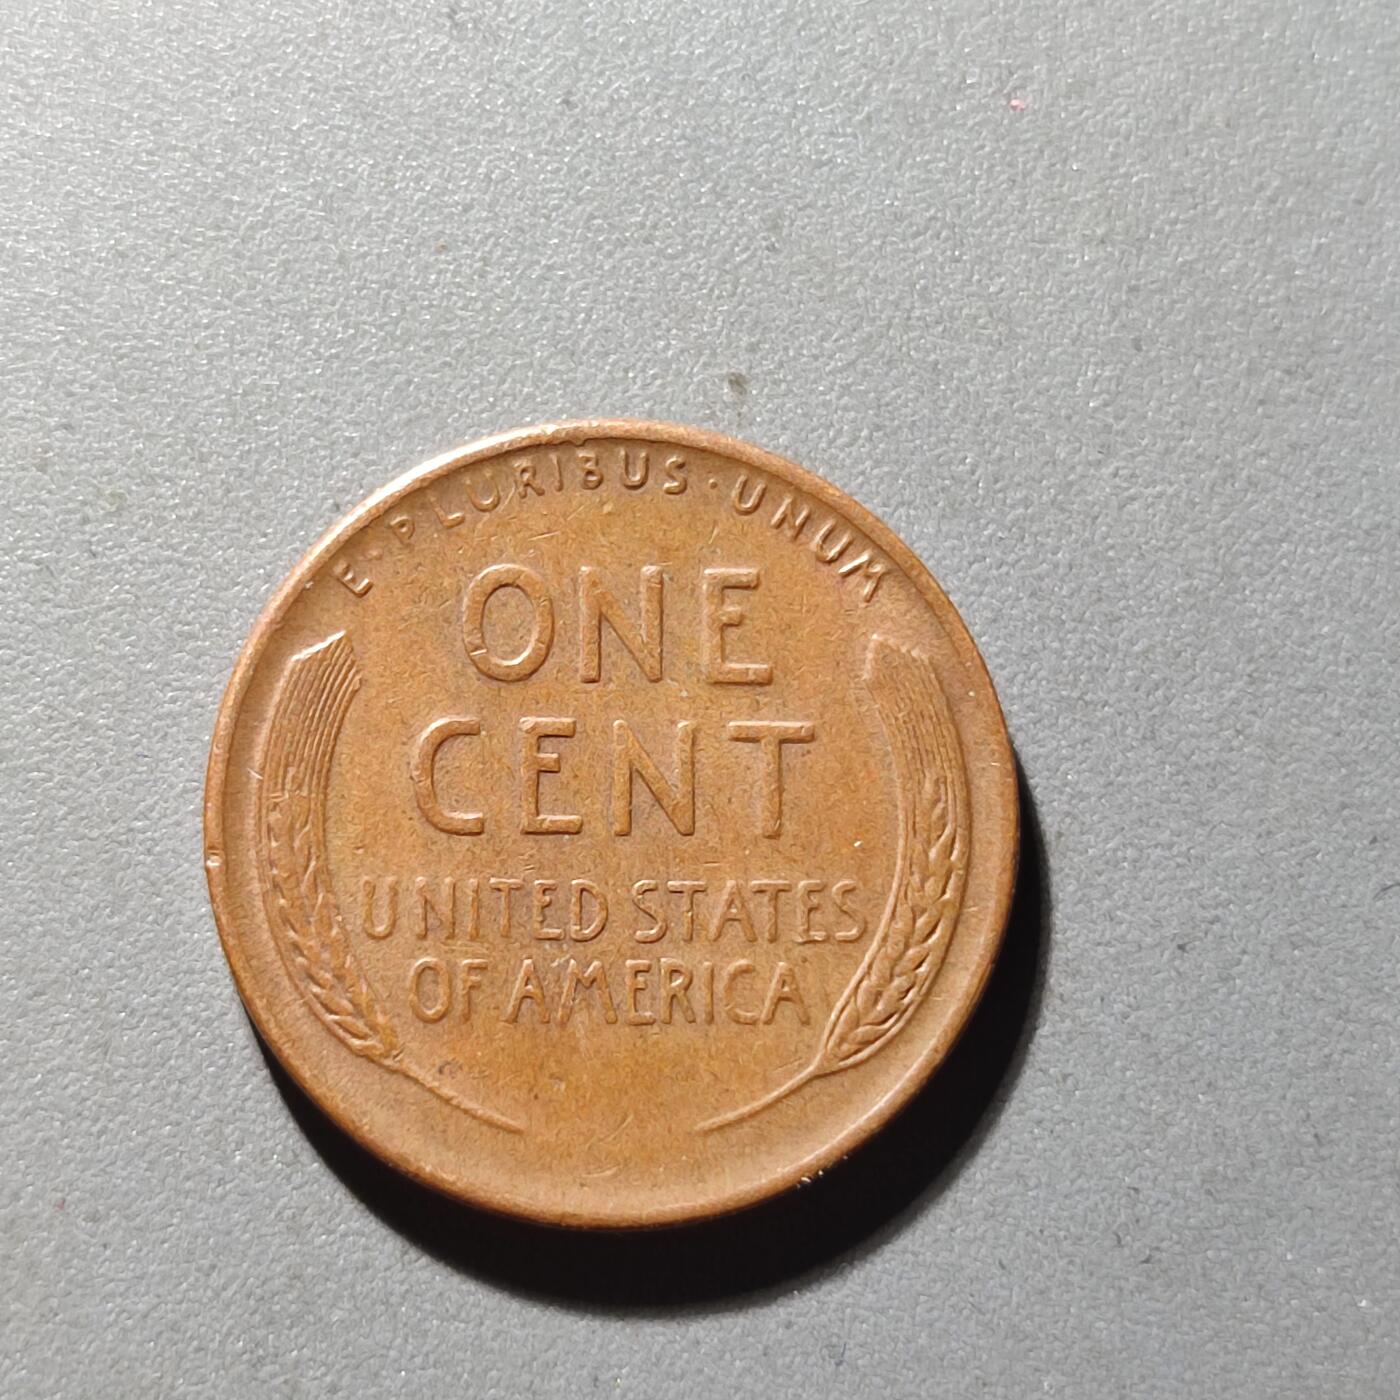 E·PLURIBUS·UNUM
ONE
CENT
UNITED STATES
OF AMERICA